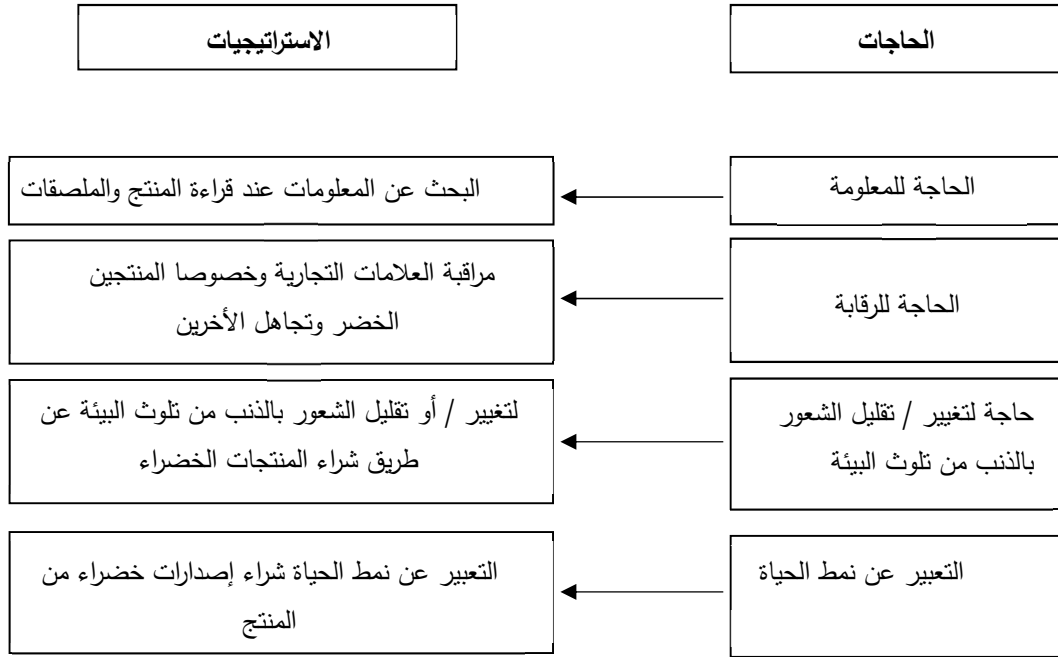 الحاجات
الاستراتيجيات
الحاجة للمعلومة
البحث عن المعلومات عند قراءة المنتج والملصقات
الحاجة للرقابة
مراقبة العلامات التجارية وخصوصا المنتجين
الخضر وتجاهل الأخرين
حاجة لتغيير / تقليل الشعور
بالذنب من تلوث البيئة
لتغيير / أو تقليل الشعور بالذنب من تلوث البيئة عن
طريق شراء المنتجات الخضراء
التعبير عن نمط الحياة
التعبير عن نمط الحياة شراء إصدارات خضراء من
المنتج